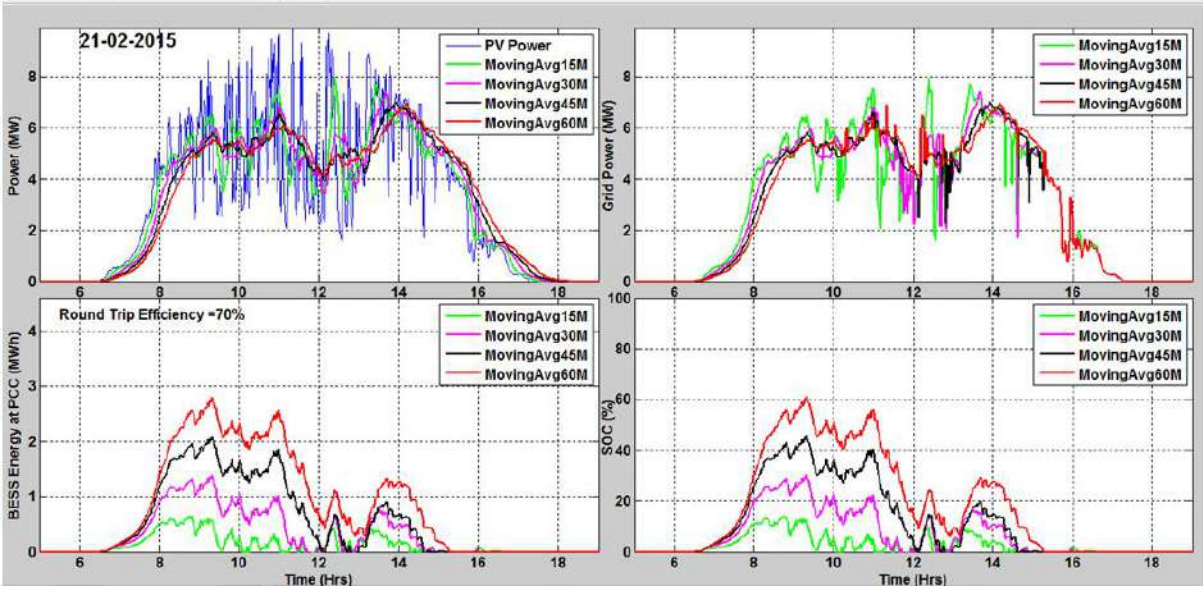 21-02-2015
PV Power
MovingAvg15M
MovingAvg30M
MovingAvg45M
MovingAvg60M
Power (MW)
8
6
4
2
0
6 8 10 12 14 16 18
MovingAvg15M
MovingAvg30M
MovingAvg45M
MovingAvg60M
Grid Power (MW)
8
6
4
2
0
6 8 10 12 14 16 18
Round Trip Efficiency =70%
MovingAvg15M
MovingAvg30M
MovingAvg45M
MovingAvg60M
BESS Energy at PCC (MWh)
4
3
2
1
0
6 8 10 12 14 16 18
Time (Hrs)
MovingAvg15M
MovingAvg30M
MovingAvg45M
MovingAvg60M
SOC (%)
100
80
60
40
20
0
6 8 10 12 14 16 18
Time (Hrs)